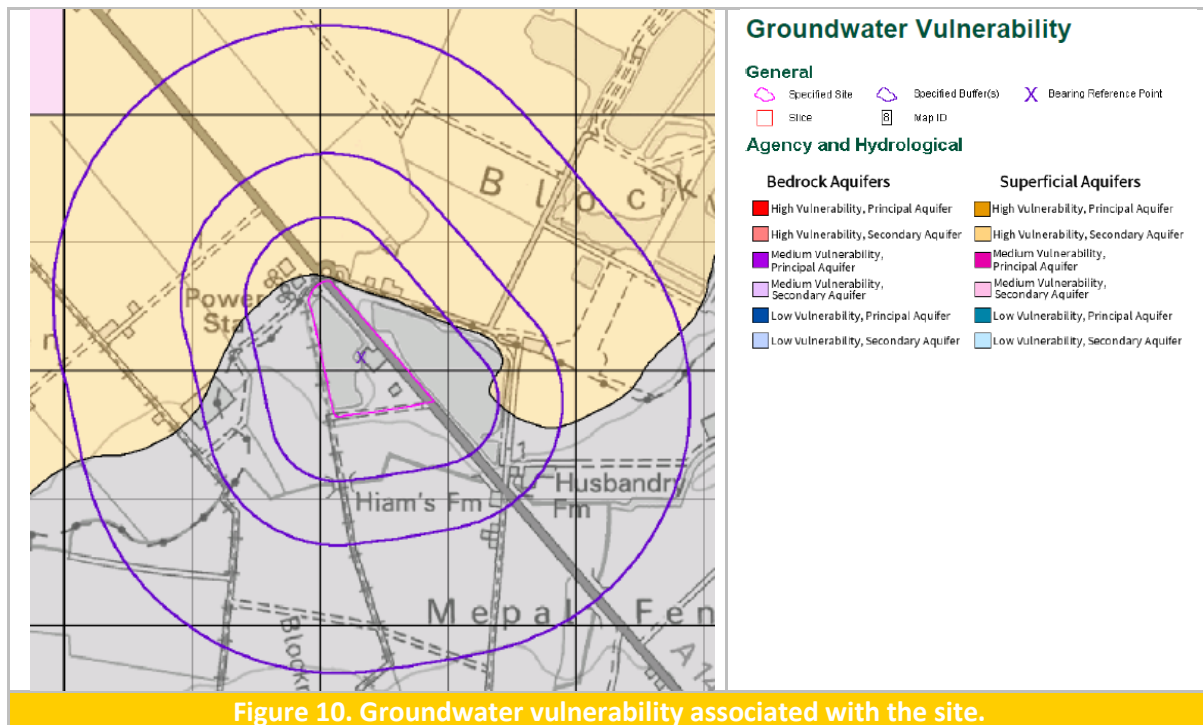 Block
Power
Sta
n
X
Hiam's Fm
Husbandry
Fm
Mepal Fen
Groundwater Vulnerability
General
Specified Site
Specified Buffer(s)
X
Bearing Reference Point
Slice
8
Map ID
Agency and Hydrological
Bedrock Aquifers
Superficial Aquifers
High Vulnerability, Principal Aquifer
High Vulnerability, Principal Aquifer
High Vulnerability, Secondary Aquifer
High Vulnerability, Secondary Aquifer
Medium Vulnerability,
Principal Aquifer
Medium Vulnerability,
Principal Aquifer
Medium Vulnerability,
Secondary Aquifer
Medium Vulnerability,
Secondary Aquifer
Low Vulnerability, Principal Aquifer
Low Vulnerability, Principal Aquifer
Low Vulnerability, Secondary Aquifer
Low Vulnerability, Secondary Aquifer
Figure 10. Groundwater vulnerability associated with the site.